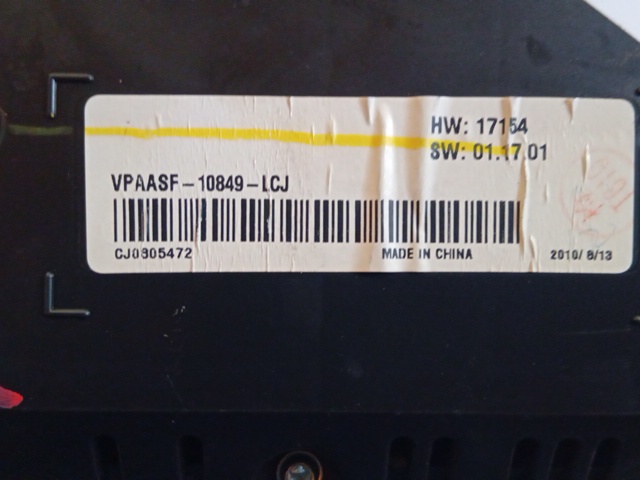 HW: 17154
SW: 01.17.01
VPAASF-10849-LCJ
CJ0805472
MADE IN CHINA
2010/ 8/13